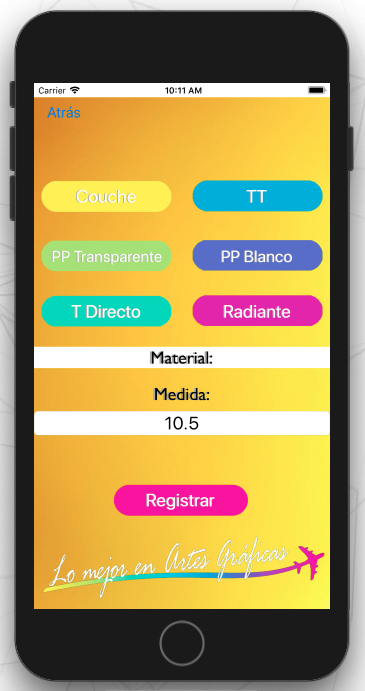 Carrier 10:11 AM
Atrás
Couche TT
PP Transparente PP Blanco
T Directo Radiante
Material:
Medida:
10.5
Registrar
Lo mejor en Artes Gráficas